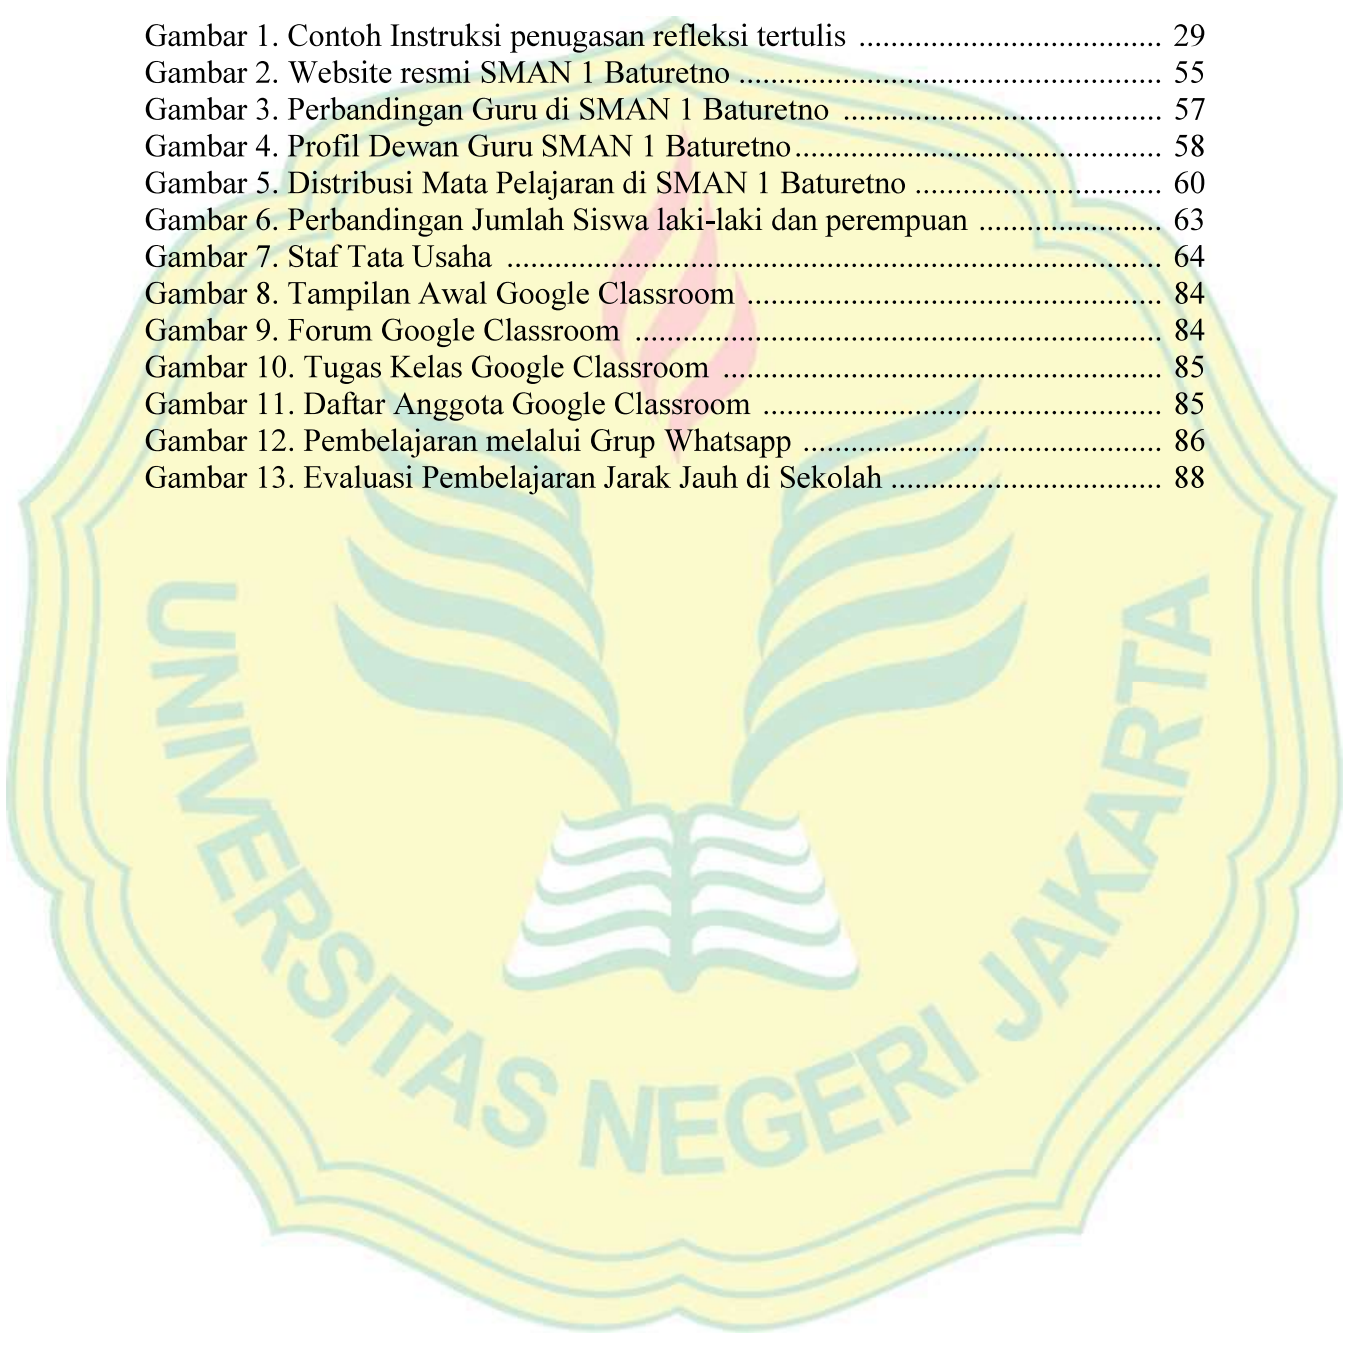 Gambar 1. Contoh Instruksi penugasan refleksi tertulis ...................................... 29
Gambar 2. Website resmi SMAN 1 Baturetno ..................................................... 55
Gambar 3. Perbandingan Guru di SMAN 1 Baturetno ........................................ 57
Gambar 4. Profil Dewan Guru SMAN 1 Baturetno.............................................. 58
Gambar 5. Distribusi Mata Pelajaran di SMAN 1 Baturetno ............................... 60
Gambar 6. Perbandingan Jumlah Siswa laki-laki dan perempuan ....................... 63
Gambar 7. Staf Tata Usaha .................................................................................. 64
Gambar 8. Tampilan Awal Google Classroom .................................................... 84
Gambar 9. Forum Google Classroom .................................................................. 84
Gambar 10. Tugas Kelas Google Classroom ....................................................... 85
Gambar 11. Daftar Anggota Google Classroom .................................................. 85
Gambar 12. Pembelajaran melalui Grup Whatsapp ............................................. 86
Gambar 13. Evaluasi Pembelajaran Jarak Jauh di Sekolah .................................. 88
UNIVERSITAS NEGERI JAKARTA